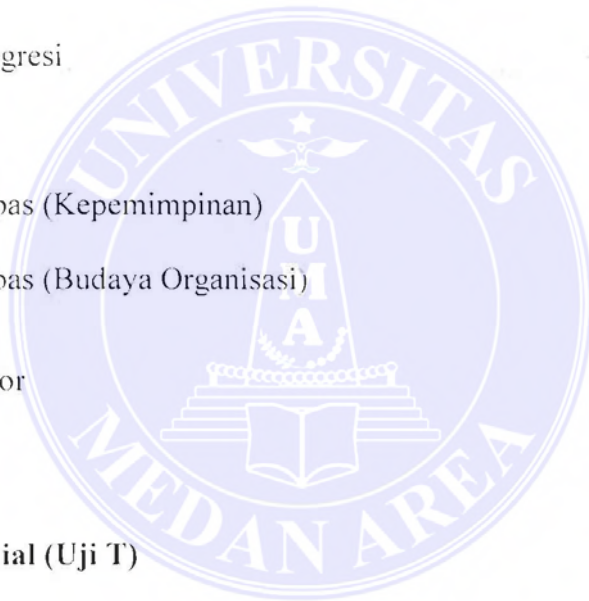 gresi
UNIVERSITAS
bas (Kepemimpinan)
bas (Budaya Organisasi)
U
M
A
or
MEDAN AREA
ial (Uji T)